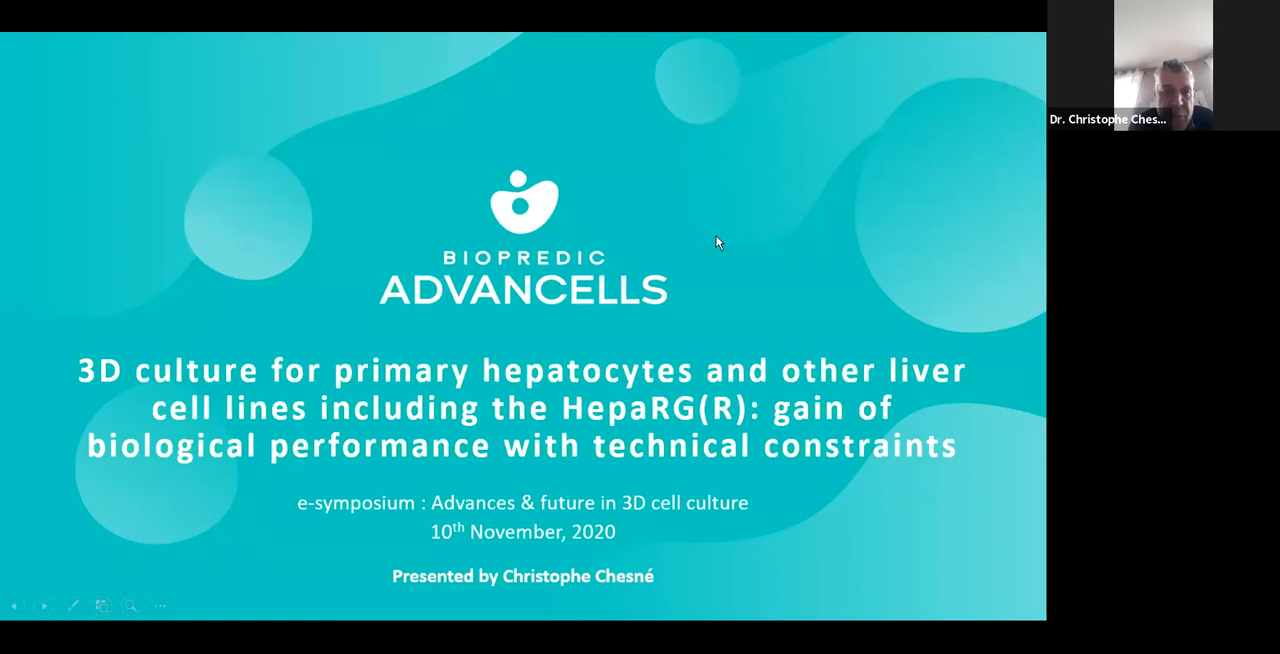 BIOPREDIC
ADVANCELLS
3D culture for primary hepatocytes and other liver
cell lines including the HepaRG(R): gain of
biological performance with technical constraints
e-symposium : Advances & future in 3D cell culture
10th November, 2020
Presented by Christophe Chesné
Dr. Christophe Ches...